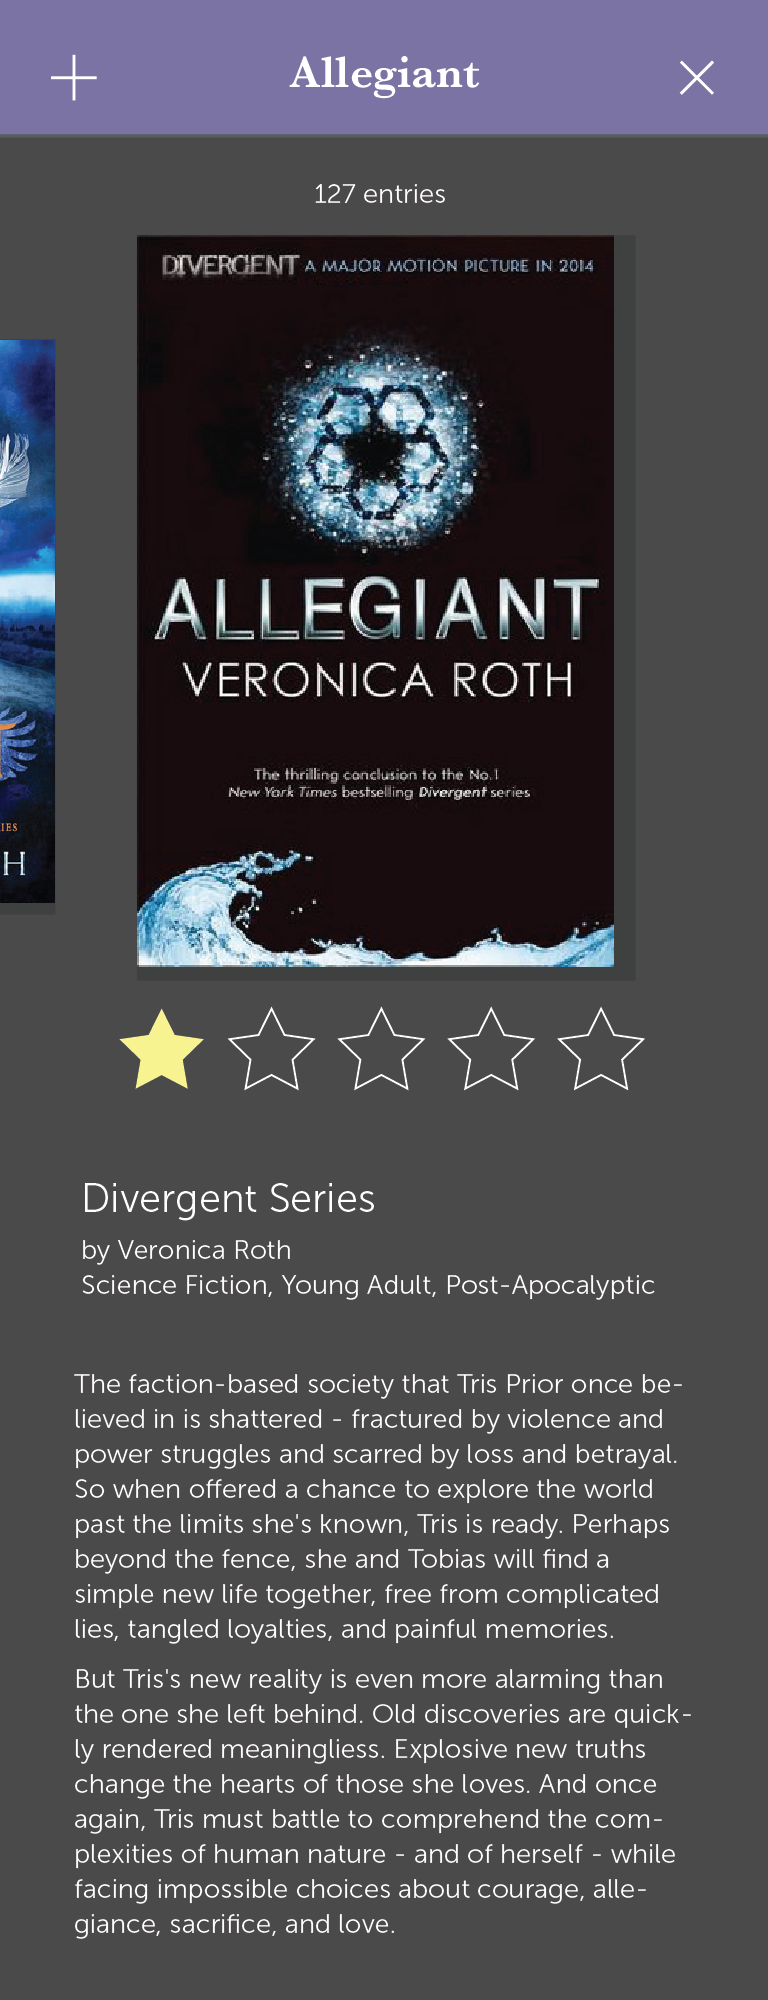 Allegiant
127 entries
DIVERGENT A MAJOR MOTION PICTURE IN 2014
ALLEGIANT
VERONICA ROTH
The thrilling conclusion to the No.1
New York Times bestselling Divergent series
IES
H
Divergent Series
by Veronica Roth
Science Fiction, Young Adult, Post-Apocalyptic
The faction-based society that Tris Prior once be-
lieved in is shattered - fractured by violence and
power struggles and scarred by loss and betrayal.
So when offered a chance to explore the world
past the limits she's known, Tris is ready. Perhaps
beyond the fence, she and Tobias will find a
simple new life together, free from complicated
lies, tangled loyalties, and painful memories.
But Tris's new reality is even more alarming than
the one she left behind. Old discoveries are quick-
ly rendered meaningliess. Explosive new truths
change the hearts of those she loves. And once
again, Tris must battle to comprehend the com-
plexities of human nature - and of herself - while
facing impossible choices about courage, alle-
giance, sacrifice, and love.